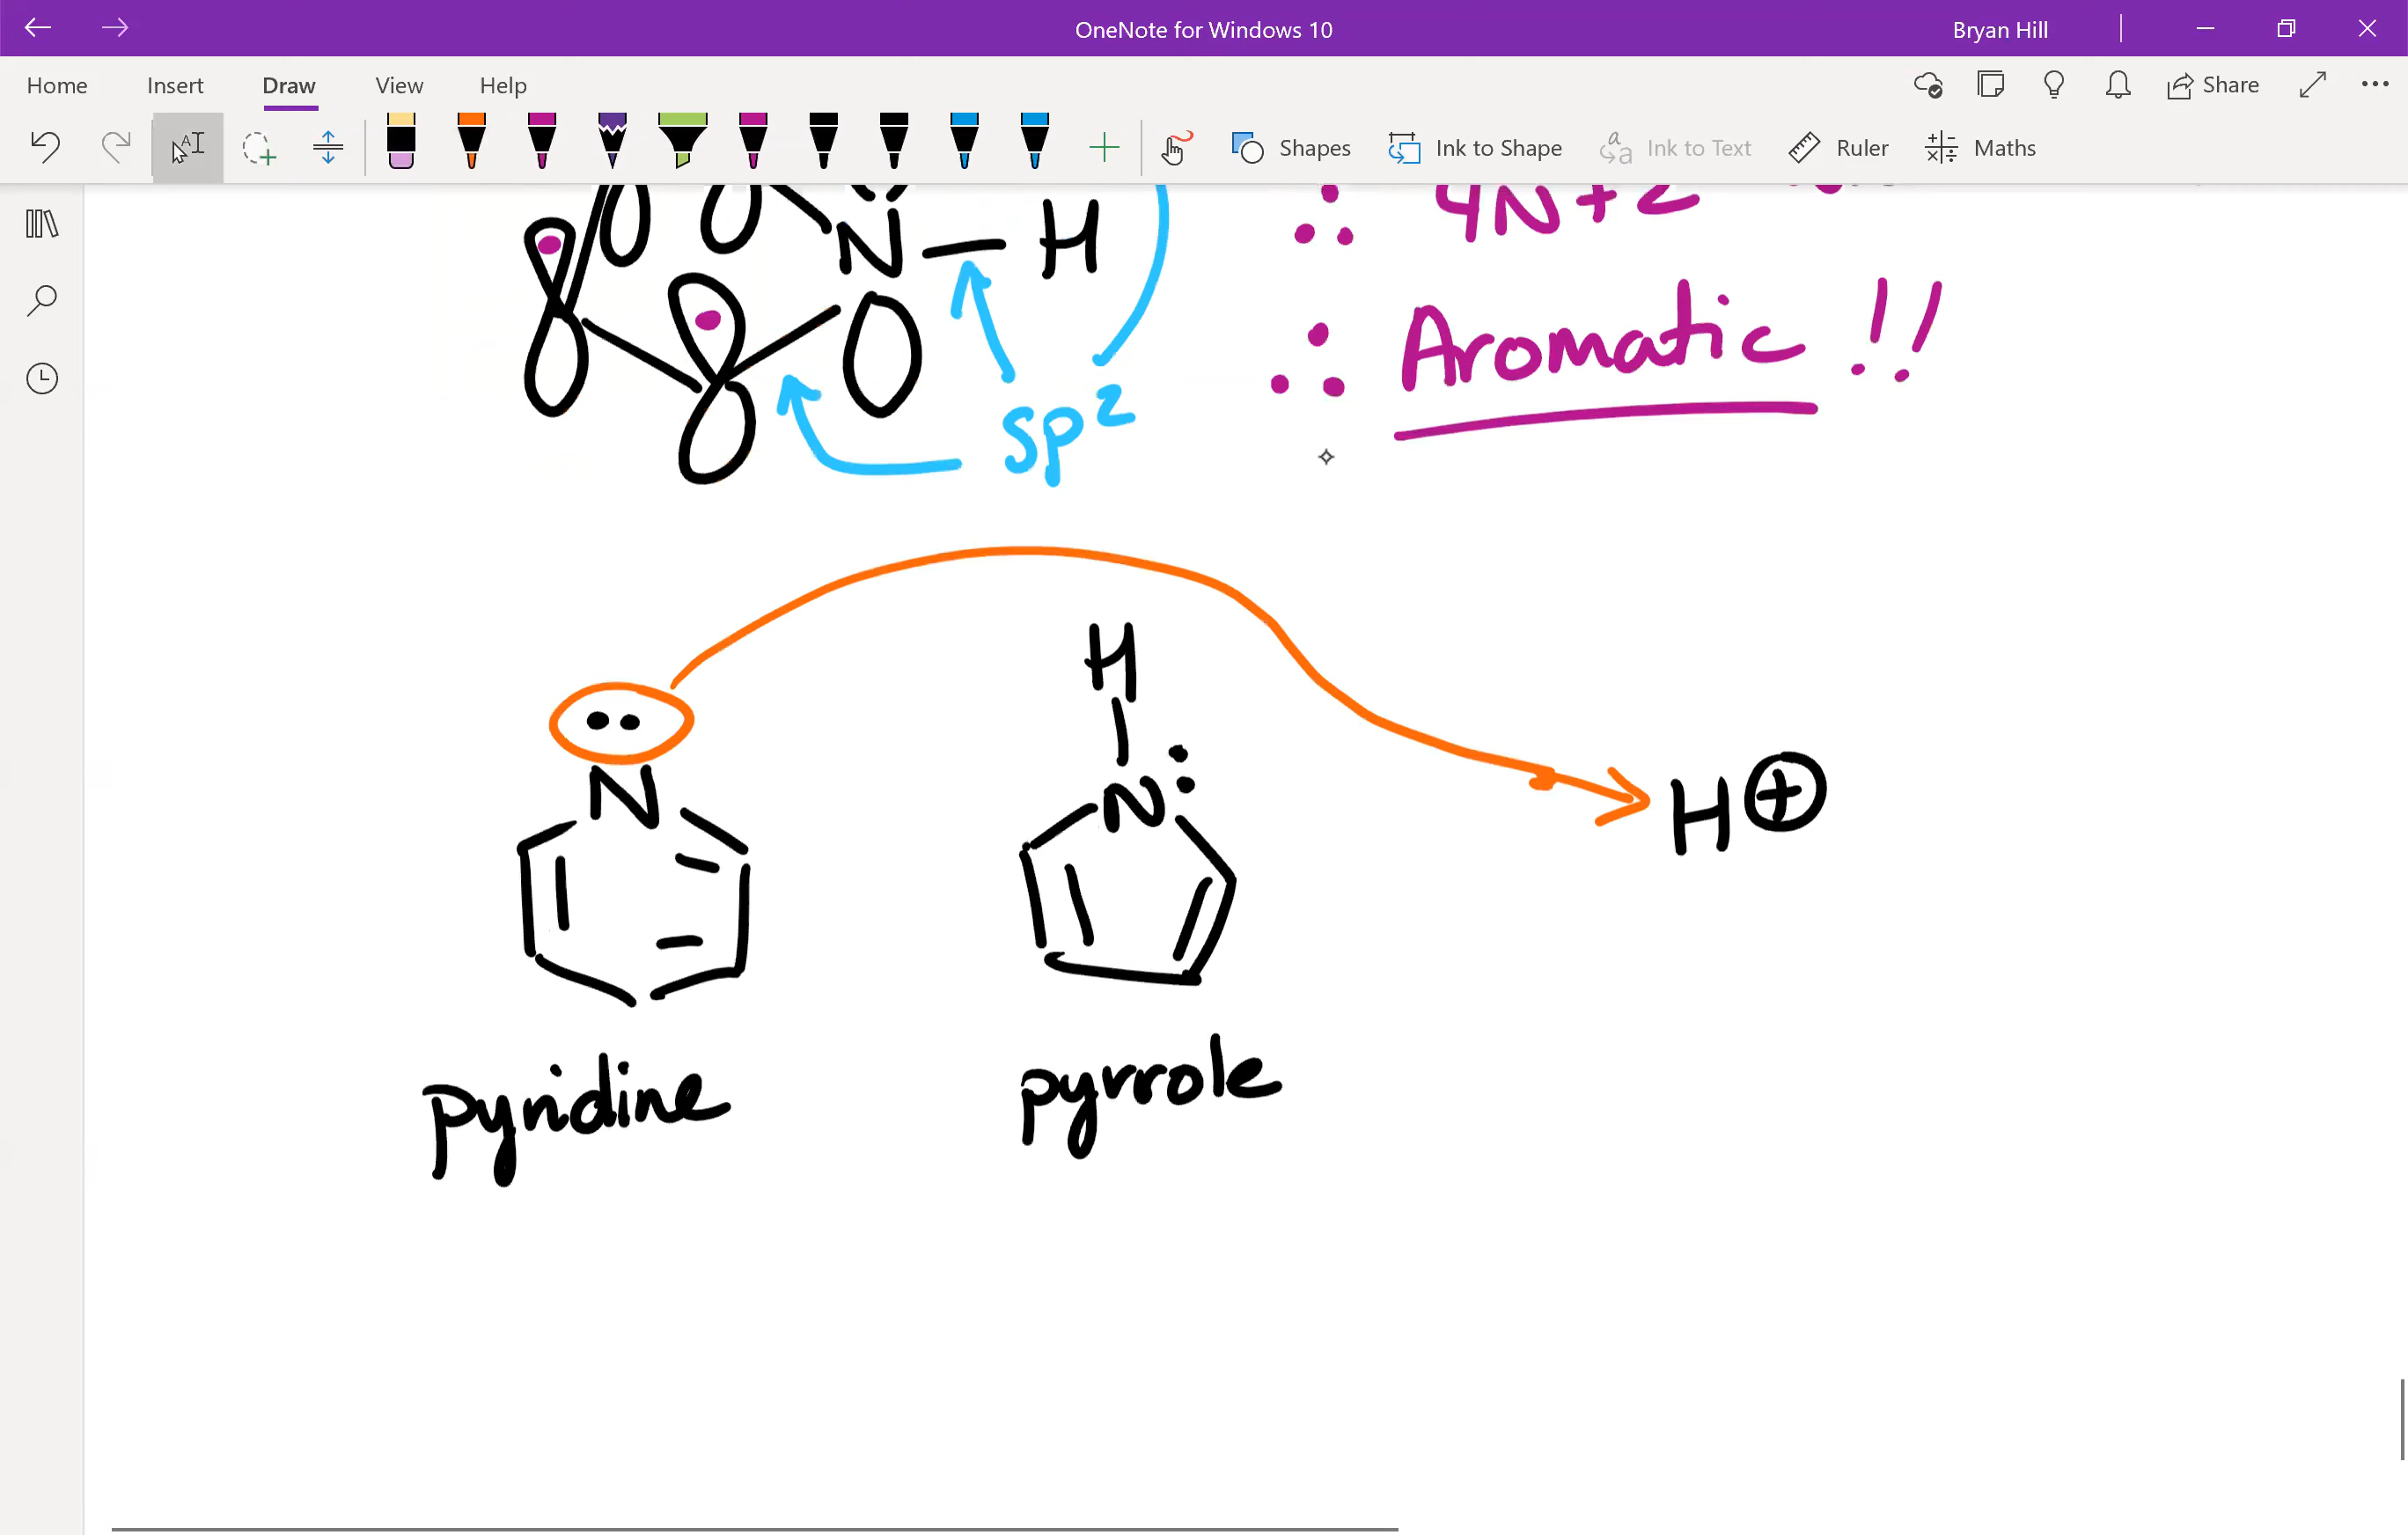 OneNote for Windows 10
Bryan Hill
Home Insert Draw View Help
Share
Shapes Ink to Shape Ink to Text Ruler Maths
∴ 4N+2
N — H
∴ Aromatic !!
sp²
H
N
N
H⊕
pyridine
pyrrole